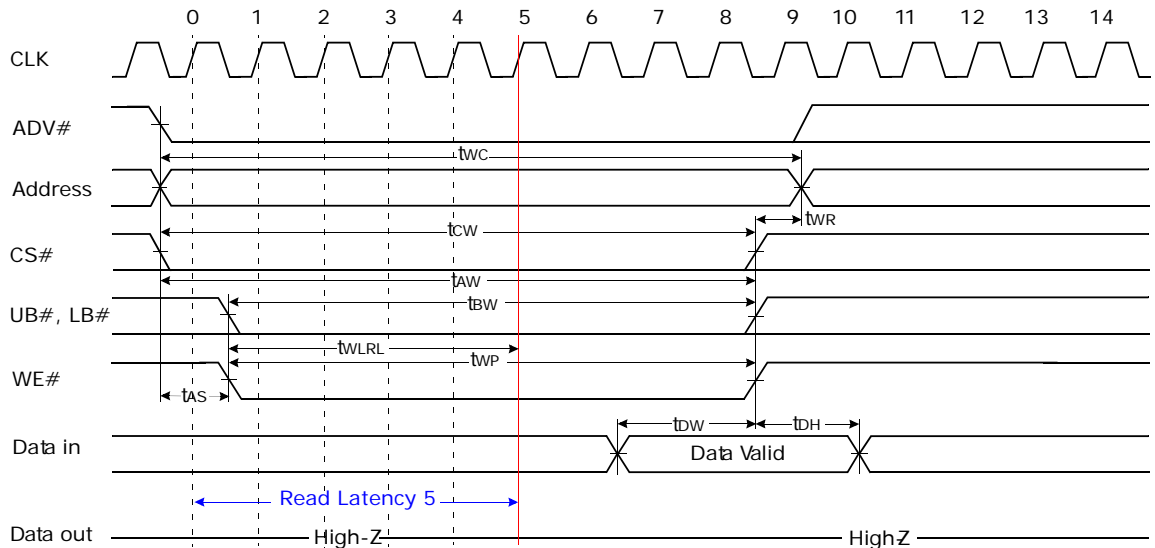 0 1 2 3 4 5 6 7 8 9 10 11 12 13 14
CLK
ADV#
tWC
Address
tWR
tCW
CS#
tAW
tBW
UB#, LB#
tWLRL
tWP
WE#
tAS
tDW tDH
Data in Data Valid
Read Latency 5
Data out High-Z High-Z